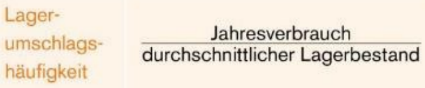 Lager-
umschlags-
häufigkeit
Jahresverbrauch
durchschnittlicher Lagerbestand